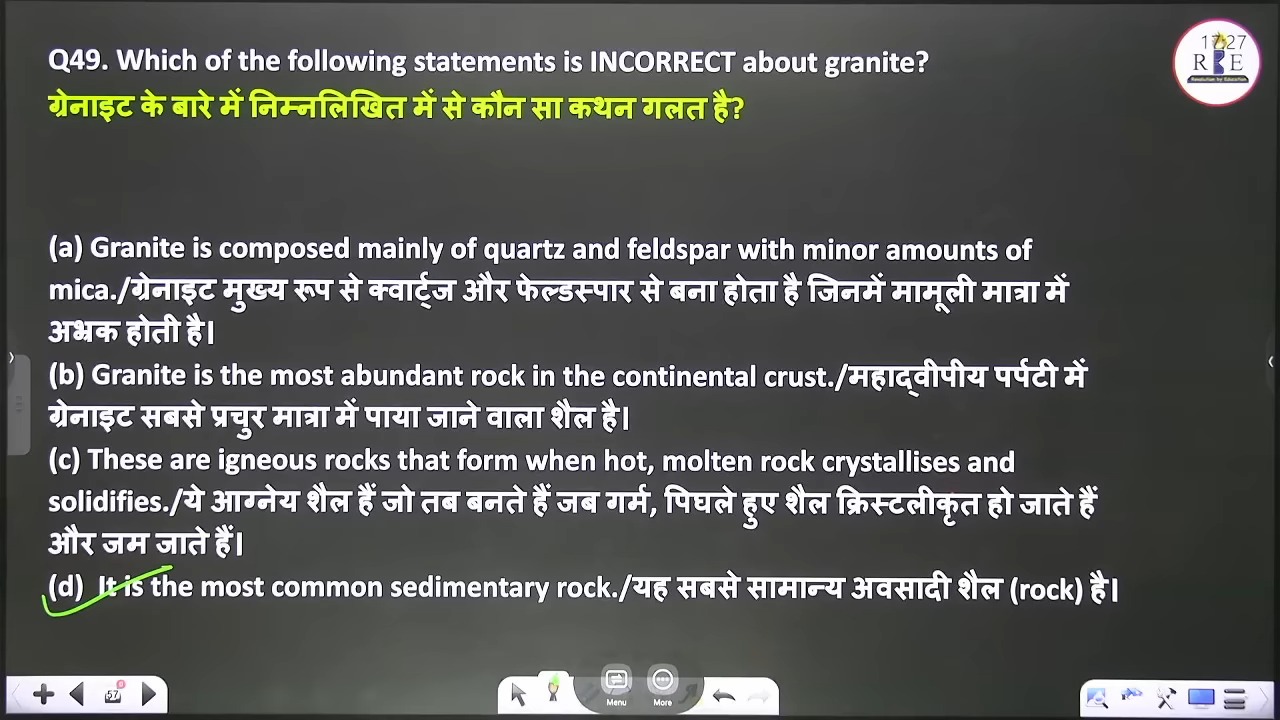 Q49. Which of the following statements is INCORRECT about granite?
ग्रेनाइट के बारे में निम्नलिखित में से कौन सा कथन गलत है?
17:27
R E
Revolution by Education
(a) Granite is composed mainly of quartz and feldspar with minor amounts of
mica./ग्रेनाइट मुख्य रूप से क्वार्ट्ज और फेल्डस्पार से बना होता है जिनमें मामूली मात्रा में
अभ्रक होती है।
(b) Granite is the most abundant rock in the continental crust./महाद्वीपीय पर्पटी में
ग्रेनाइट सबसे प्रचुर मात्रा में पाया जाने वाला शैल है।
(c) These are igneous rocks that form when hot, molten rock crystallises and
solidifies./ये आग्नेय शैल हैं जो तब बनते हैं जब गर्म, पिघले हुए शैल क्रिस्टलीकृत हो जाते हैं
और जम जाते हैं।
(d) It is the most common sedimentary rock./यह सबसे सामान्य अवसादी शैल (rock) है।
57
Menu
More